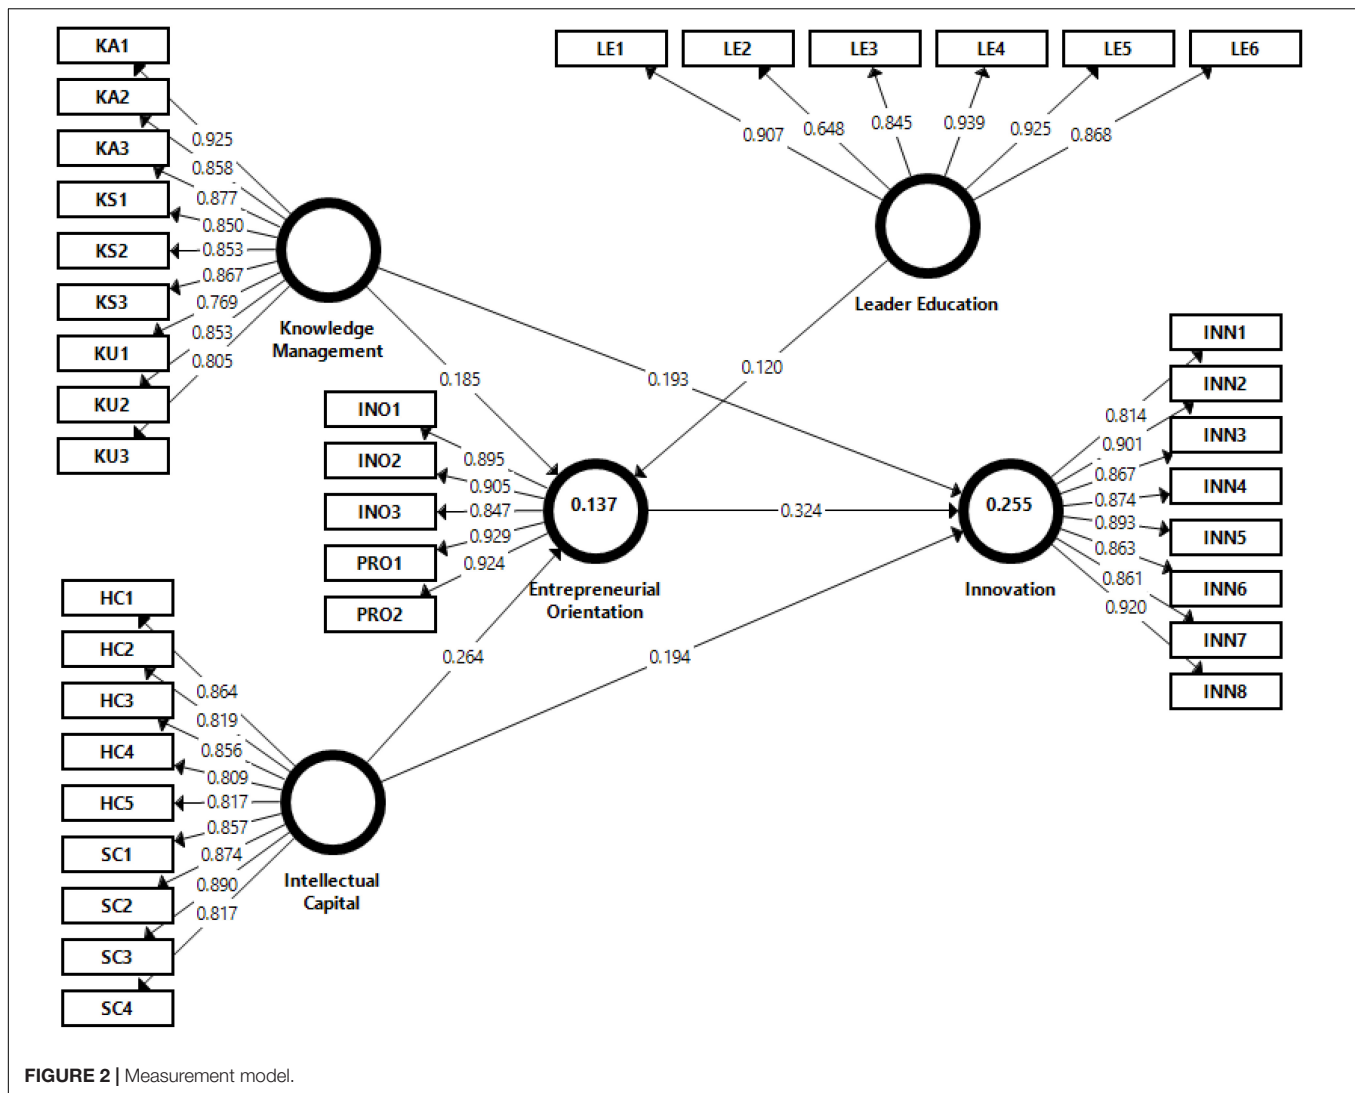 KA1
KA2
KA3
KS1
KS2
KS3
KU1
KU2
KU3
0.925
0.858
0.877
0.850
0.853
0.867
0.769
0.853
0.805
Knowledge
Management
LE1
LE2
LE3
LE4
LE5
LE6
0.907
0.648
0.845
0.939
0.925
0.868
Leader Education
0.185
0.193
0.120
INO1
INO2
INO3
PRO1
PRO2
0.895
0.905
0.847
0.929
0.924
0.137
Entrepreneurial
Orientation
0.324
0.255
Innovation
0.814
0.901
0.867
0.874
0.893
0.863
0.861
0.920
INN1
INN2
INN3
INN4
INN5
INN6
INN7
INN8
0.264
0.194
HC1
HC2
HC3
HC4
HC5
SC1
SC2
SC3
SC4
0.864
0.819
0.856
0.809
0.817
0.857
0.874
0.890
0.817
Intellectual
Capital
FIGURE 2 | Measurement model.